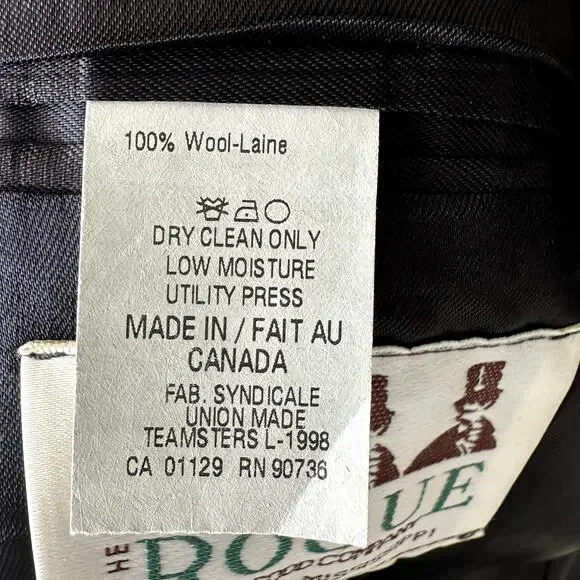 100% Wool-Laine
DRY CLEAN ONLY
LOW MOISTURE
UTILITY PRESS
MADE IN / FAIT AU
CANADA
FAB. SYNDICALE
UNION MADE
TEAMSTERS L-1998
CA 01129 RN 90736